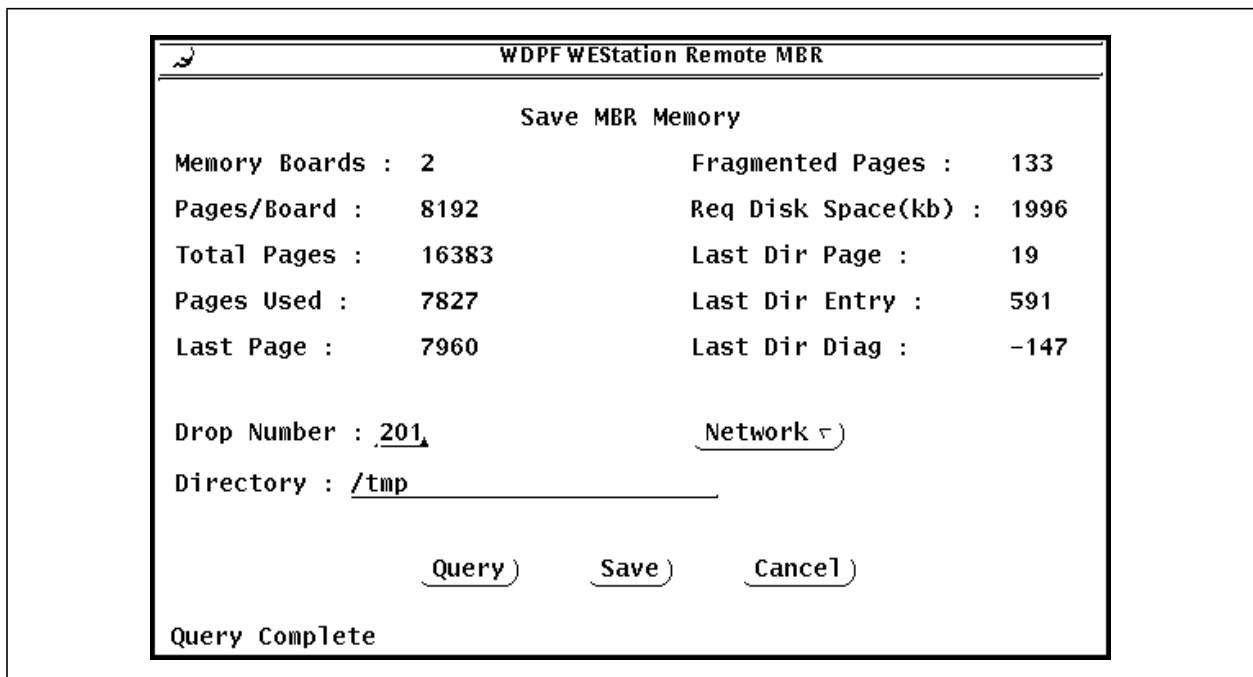 WDPF WEStation Remote MBR
Save MBR Memory
Memory Boards : 2 Fragmented Pages : 133
Pages/Board : 8192 Req Disk Space(kb) : 1996
Total Pages : 16383 Last Dir Page : 19
Pages Used : 7827 Last Dir Entry : 591
Last Page : 7960 Last Dir Diag : -147
Drop Number : 201 Network
Directory : /tmp
Query Save Cancel
Query Complete